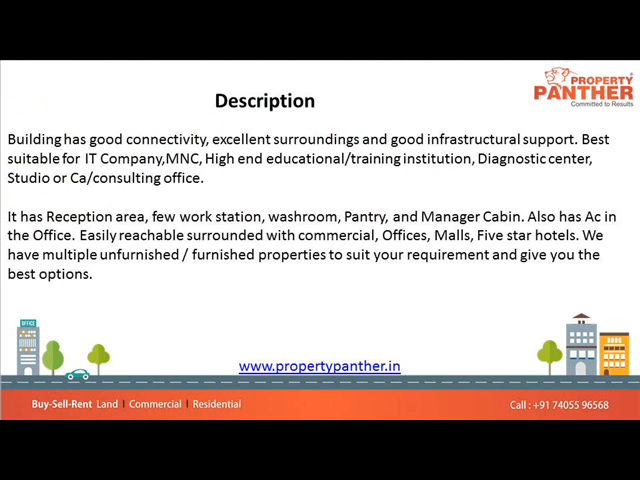 PROPERTY
PANTHER
Committed to Results
Description
Building has good connectivity, excellent surroundings and good infrastructural support. Best
suitable for IT Company,MNC, High end educational/training institution, Diagnostic center,
Studio or Ca/consulting office.
It has Reception area, few work station, washroom, Pantry, and Manager Cabin. Also has Ac in
the Office. Easily reachable surrounded with commercial, Offices, Malls, Five star hotels. We
have multiple unfurnished / furnished properties to suit your requirement and give you the
best options.
OFFICE
www.propertypanther.in
Buy-Sell-Rent Land | Commercial | Residential
Call : +91 74055 96568